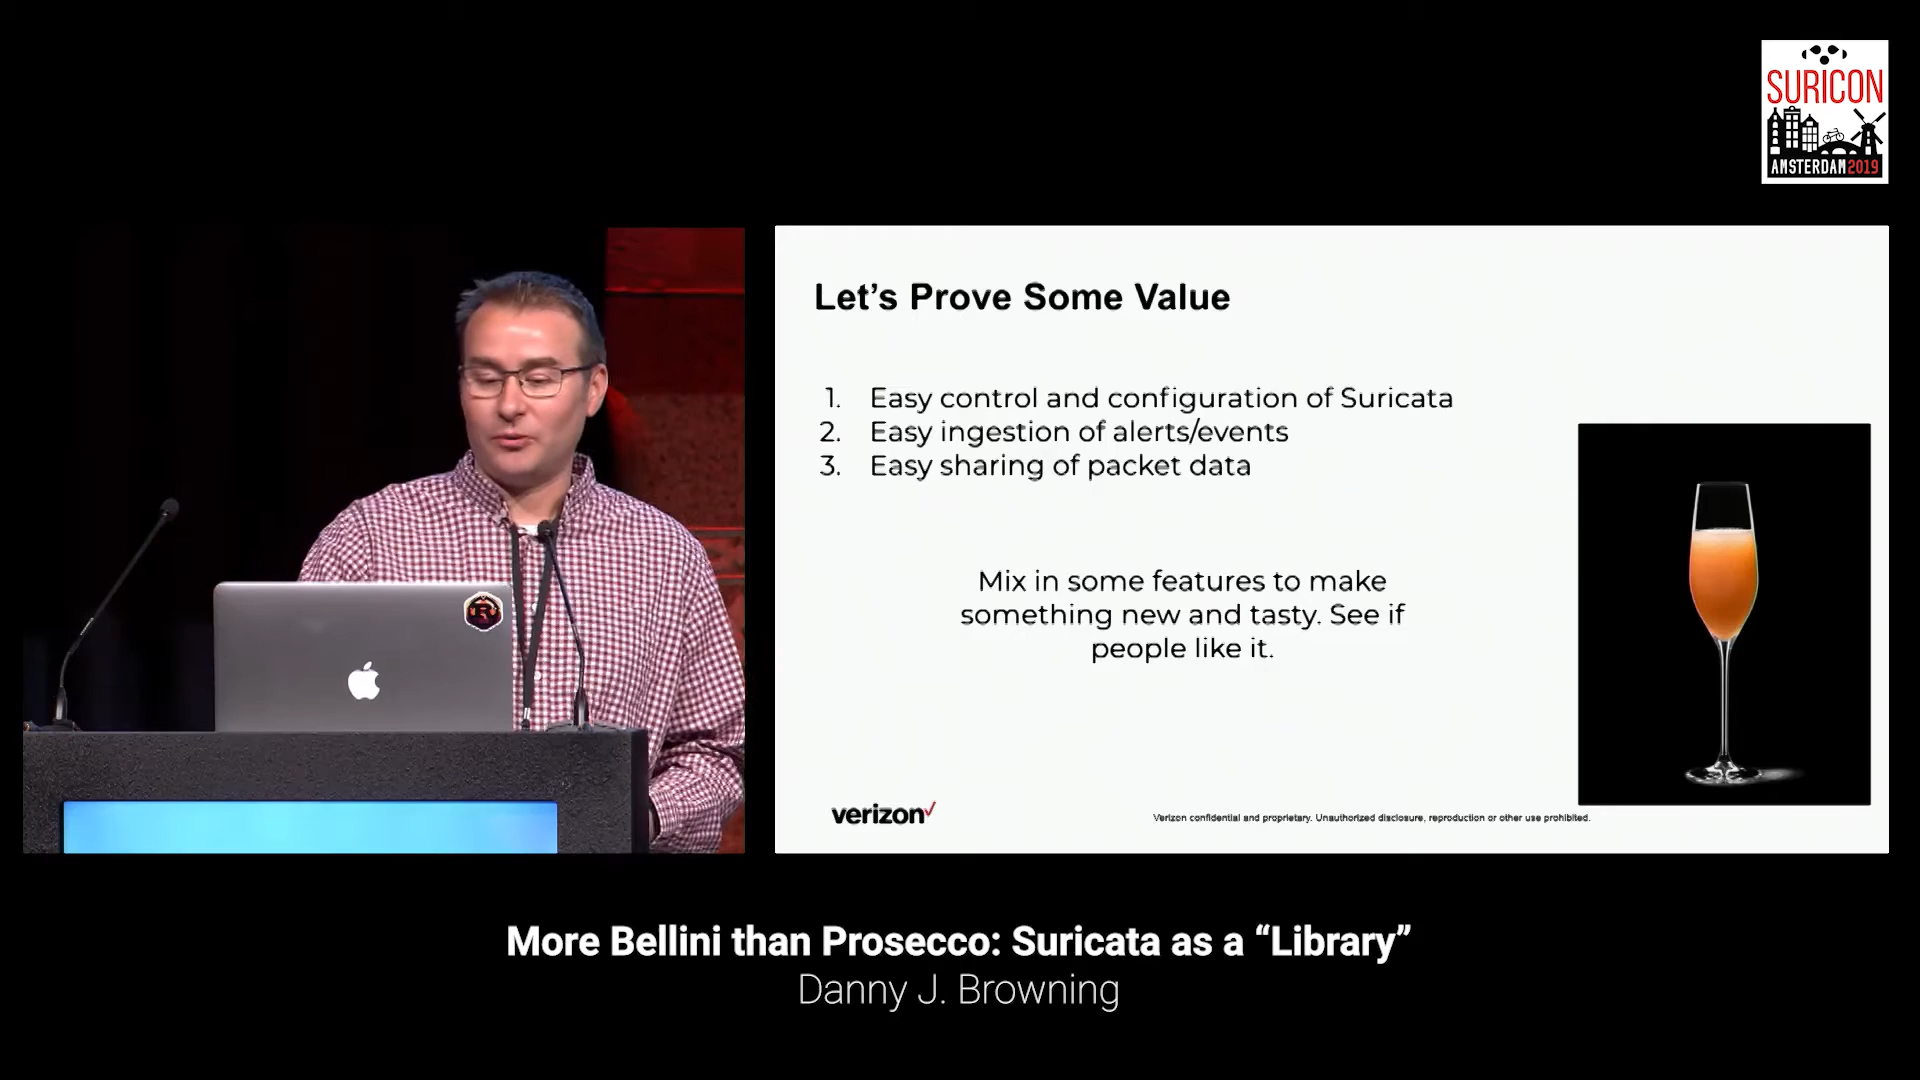 SURICON
AMSTERDAM 2019
Let's Prove Some Value
1. Easy control and configuration of Suricata
2. Easy ingestion of alerts/events
3. Easy sharing of packet data
Mix in some features to make
something new and tasty. See if
people like it.
verizon
Verizon confidential and proprietary. Unauthorized disclosure, reproduction or other use prohibited.
R
More Bellini than Prosecco: Suricata as a “Library”
Danny J. Browning